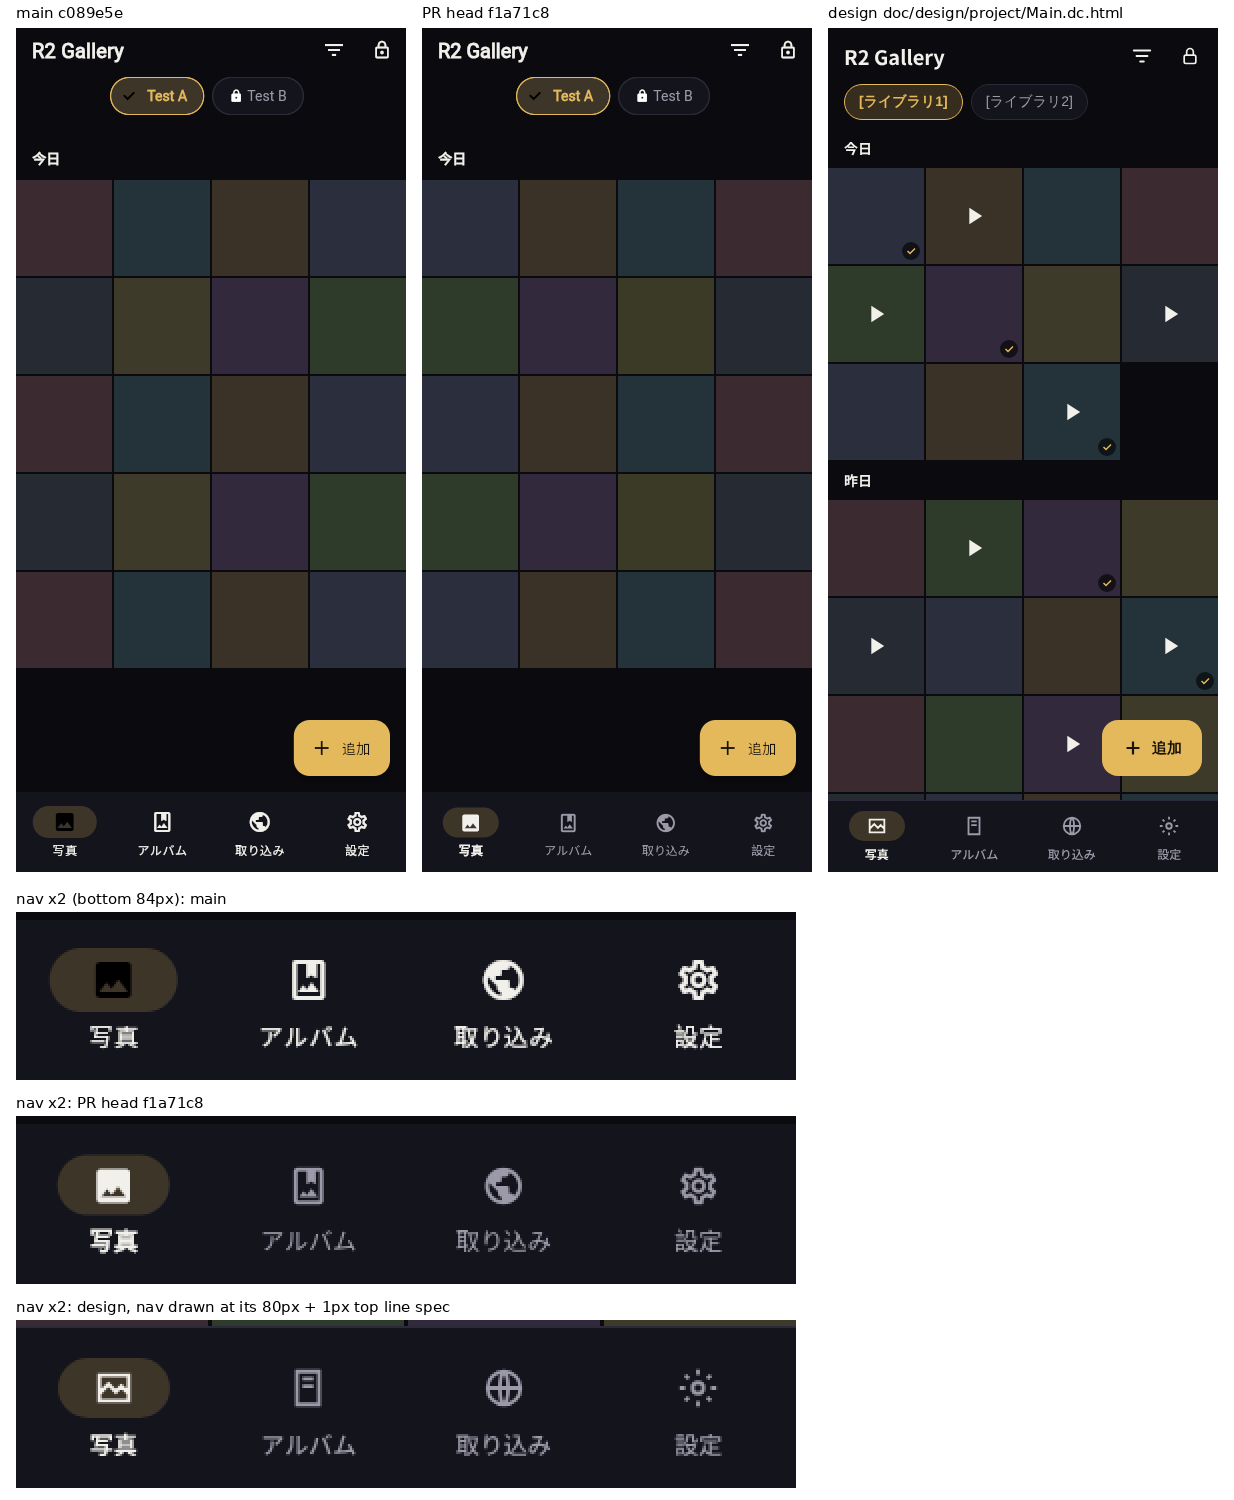 main c089e5e
R2 Gallery
Test A
Test B
今日
追加
写真
アルバム
取り込み
設定
PR head f1a71c8
R2 Gallery
Test A
Test B
今日
追加
写真
アルバム
取り込み
設定
design doc/design/project/Main.dc.html
R2 Gallery
[ライブラリ1]
[ライブラリ2]
今日
昨日
追加
写真
アルバム
取り込み
設定
nav x2 (bottom 84px): main
写真
アルバム
取り込み
設定
nav x2: PR head f1a71c8
写真
アルバム
取り込み
設定
nav x2: design, nav drawn at its 80px + 1px top line spec
写真
アルバム
取り込み
設定